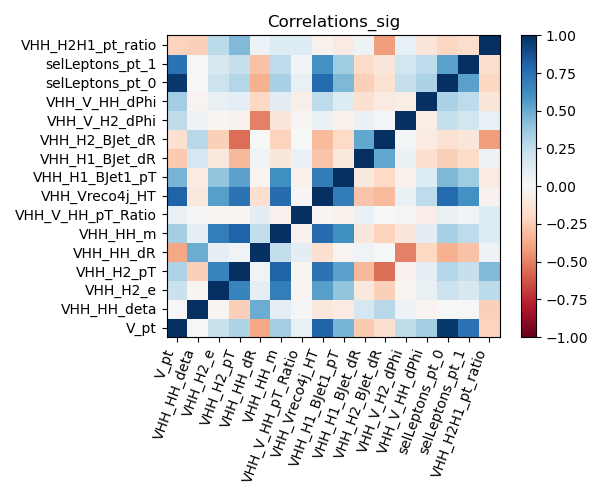 Correlations_sig
VHH_H2H1_pt_ratio
selLeptons_pt_1
selLeptons_pt_0
VHH_V_HH_dPhi
VHH_V_H2_dPhi
VHH_H2_BJet_dR
VHH_H1_BJet_dR
VHH_H1_BJet1_pT
VHH_Vreco4j_HT
VHH_V_HH_pT_Ratio
VHH_HH_m
VHH_HH_dR
VHH_H2_pT
VHH_H2_e
VHH_HH_deta
V_pt
V_pt
VHH_HH_deta
VHH_H2_e
VHH_H2_pT
VHH_HH_dR
VHH_HH_m
VHH_V_HH_pT_Ratio
VHH_Vreco4j_HT
VHH_H1_BJet1_pT
VHH_H1_BJet_dR
VHH_H2_BJet_dR
VHH_V_H2_dPhi
VHH_V_HH_dPhi
selLeptons_pt_0
selLeptons_pt_1
VHH_H2H1_pt_ratio
1.00
0.75
0.50
0.25
0.00
−0.25
−0.50
−0.75
−1.00